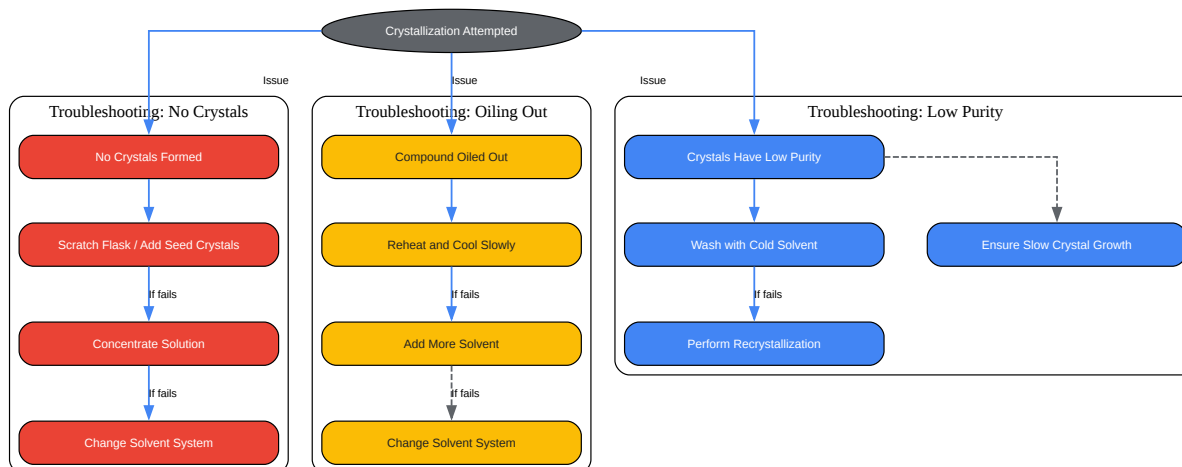 Crystallization Attempted
Issue
Issue
Issue
Troubleshooting: No Crystals
Troubleshooting: Oiling Out
Troubleshooting: Low Purity
No Crystals Formed
Compound Oiled Out
Crystals Have Low Purity
Scratch Flask / Add Seed Crystals
Reheat and Cool Slowly
Wash with Cold Solvent
Ensure Slow Crystal Growth
If fails
If fails
If fails
Concentrate Solution
Add More Solvent
Perform Recrystallization
If fails
If fails
Change Solvent System
Change Solvent System